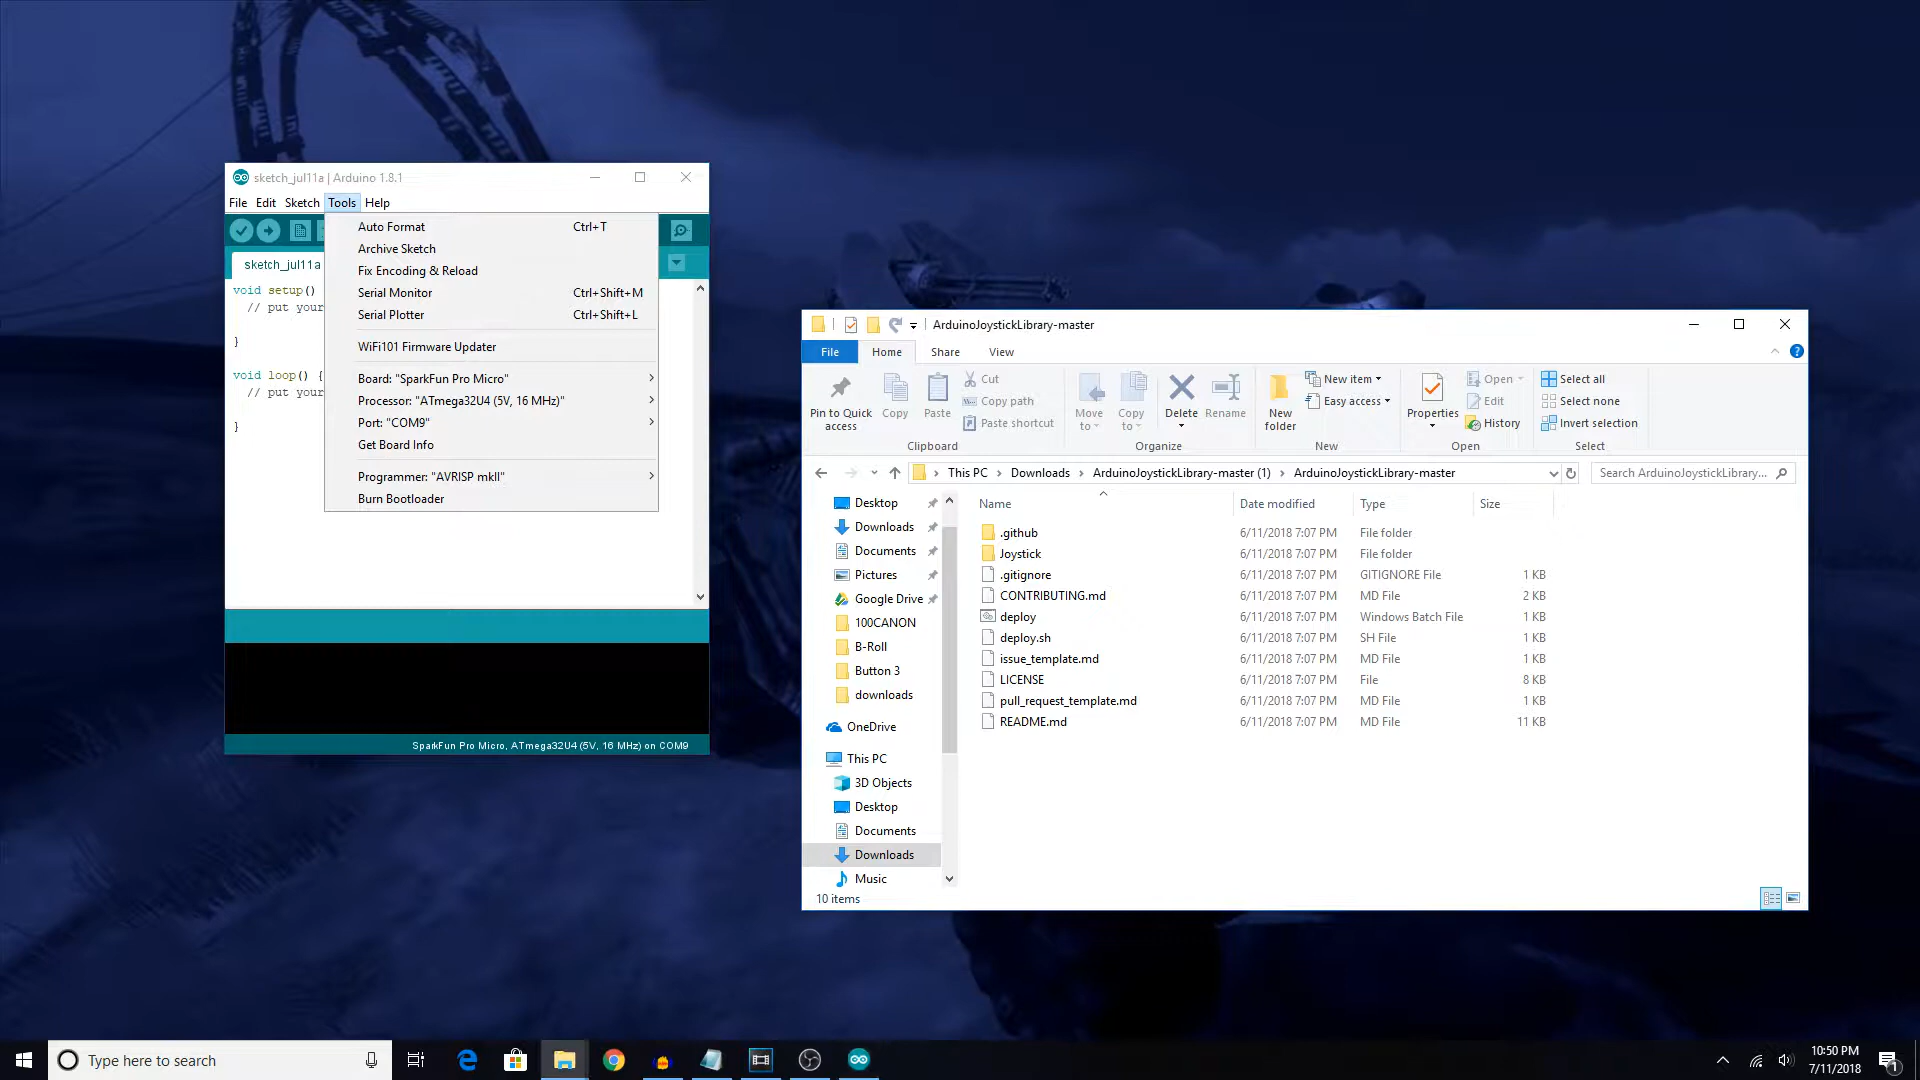 sketch_jul11a | Arduino 1.8.1
File Edit Sketch Tools Help
Auto Format Ctrl+T
Archive Sketch
Fix Encoding & Reload
Serial Monitor Ctrl+Shift+M
Serial Plotter Ctrl+Shift+L
WiFi101 Firmware Updater
Board: "SparkFun Pro Micro"
Processor: "ATmega32U4 (5V, 16 MHz)"
Port: "COM9"
Get Board Info
Programmer: "AVRISP mkII"
Burn Bootloader
sketch_jul11a
void setup()
// put your
}
void loop() {
// put your
}
SparkFun Pro Micro, ATmega32U4 (5V, 16 MHz) on COM9
ArduinoJoystickLibrary-master
File Home Share View
Pin to Quick access
Copy
Paste
Cut
Copy path
Paste shortcut
Clipboard
Move to
Copy to
Delete
Rename
Organize
New folder
New item
Easy access
New
Properties
Open
Edit
History
Open
Select all
Select none
Invert selection
Select
This PC > Downloads > ArduinoJoystickLibrary-master (1) > ArduinoJoystickLibrary-master
Search ArduinoJoystickLibrary...
Desktop
Downloads
Documents
Pictures
Google Drive
100CANON
B-Roll
Button 3
downloads
OneDrive
This PC
3D Objects
Desktop
Documents
Downloads
Music
Name Date modified Type Size
.github 6/11/2018 7:07 PM File folder
Joystick 6/11/2018 7:07 PM File folder
.gitignore 6/11/2018 7:07 PM GITIGNORE File 1 KB
CONTRIBUTING.md 6/11/2018 7:07 PM MD File 2 KB
deploy 6/11/2018 7:07 PM Windows Batch File 1 KB
deploy.sh 6/11/2018 7:07 PM SH File 1 KB
issue_template.md 6/11/2018 7:07 PM MD File 1 KB
LICENSE 6/11/2018 7:07 PM File 8 KB
pull_request_template.md 6/11/2018 7:07 PM MD File 1 KB
README.md 6/11/2018 7:07 PM MD File 11 KB
10 items
Type here to search
10:50 PM
7/11/2018
1